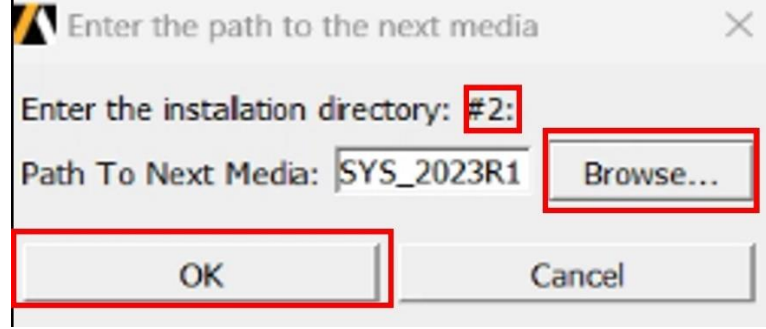 Enter the path to the next media
Enter the instalation directory: #2:
Path To Next Media: SYS_2023R1 Browse...
OK Cancel